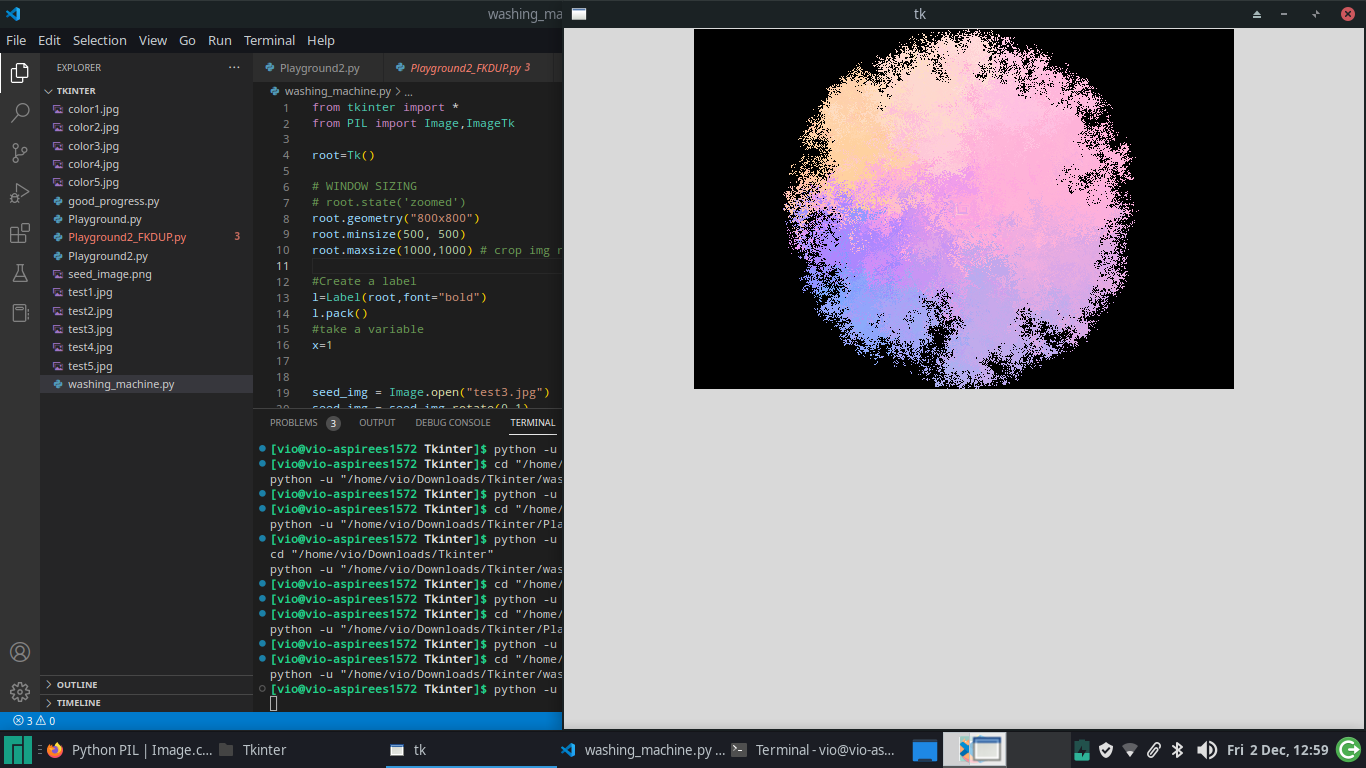 washing_ma
tk
File Edit Selection View Go Run Terminal Help
EXPLORER ...
Playground2.py
Playground2_FKDUP.py 3
TKINTER
color1.jpg
color2.jpg
color3.jpg
color4.jpg
color5.jpg
good_progress.py
Playground.py
Playground2_FKDUP.py 3
Playground2.py
seed_image.png
test1.jpg
test2.jpg
test3.jpg
test4.jpg
test5.jpg
washing_machine.py
OUTLINE
TIMELINE
washing_machine.py > ...
1 from tkinter import *
2 from PIL import Image,ImageTk
3
4 root=Tk()
5
6 # WINDOW SIZING
7 # root.state('zoomed')
8 root.geometry("800x800")
9 root.minsize(500, 500)
10 root.maxsize(1000,1000) # crop img r
11
12 #Create a label
13 l=Label(root,font="bold")
14 l.pack()
15 #take a variable
16 x=1
17
18
19 seed_img = Image.open("test3.jpg")
20 seed_img = seed_img.rotate(0.1)
PROBLEMS 3 OUTPUT DEBUG CONSOLE TERMINAL
[vio@vio-aspirees1572 Tkinter]$ python -u
[vio@vio-aspirees1572 Tkinter]$ cd "/home/
python -u "/home/vio/Downloads/Tkinter/was
[vio@vio-aspirees1572 Tkinter]$ python -u
[vio@vio-aspirees1572 Tkinter]$ cd "/home/
python -u "/home/vio/Downloads/Tkinter/Pla
[vio@vio-aspirees1572 Tkinter]$ python -u
cd "/home/vio/Downloads/Tkinter"
python -u "/home/vio/Downloads/Tkinter/was
[vio@vio-aspirees1572 Tkinter]$ cd "/home/
[vio@vio-aspirees1572 Tkinter]$ python -u
[vio@vio-aspirees1572 Tkinter]$ cd "/home/
python -u "/home/vio/Downloads/Tkinter/Pla
[vio@vio-aspirees1572 Tkinter]$ python -u
[vio@vio-aspirees1572 Tkinter]$ cd "/home/
python -u "/home/vio/Downloads/Tkinter/was
[vio@vio-aspirees1572 Tkinter]$ python -u
3 0
Python PIL | Image.c... Tkinter tk washing_machine.py ... Terminal - vio@vio-as... Fri 2 Dec, 12:59